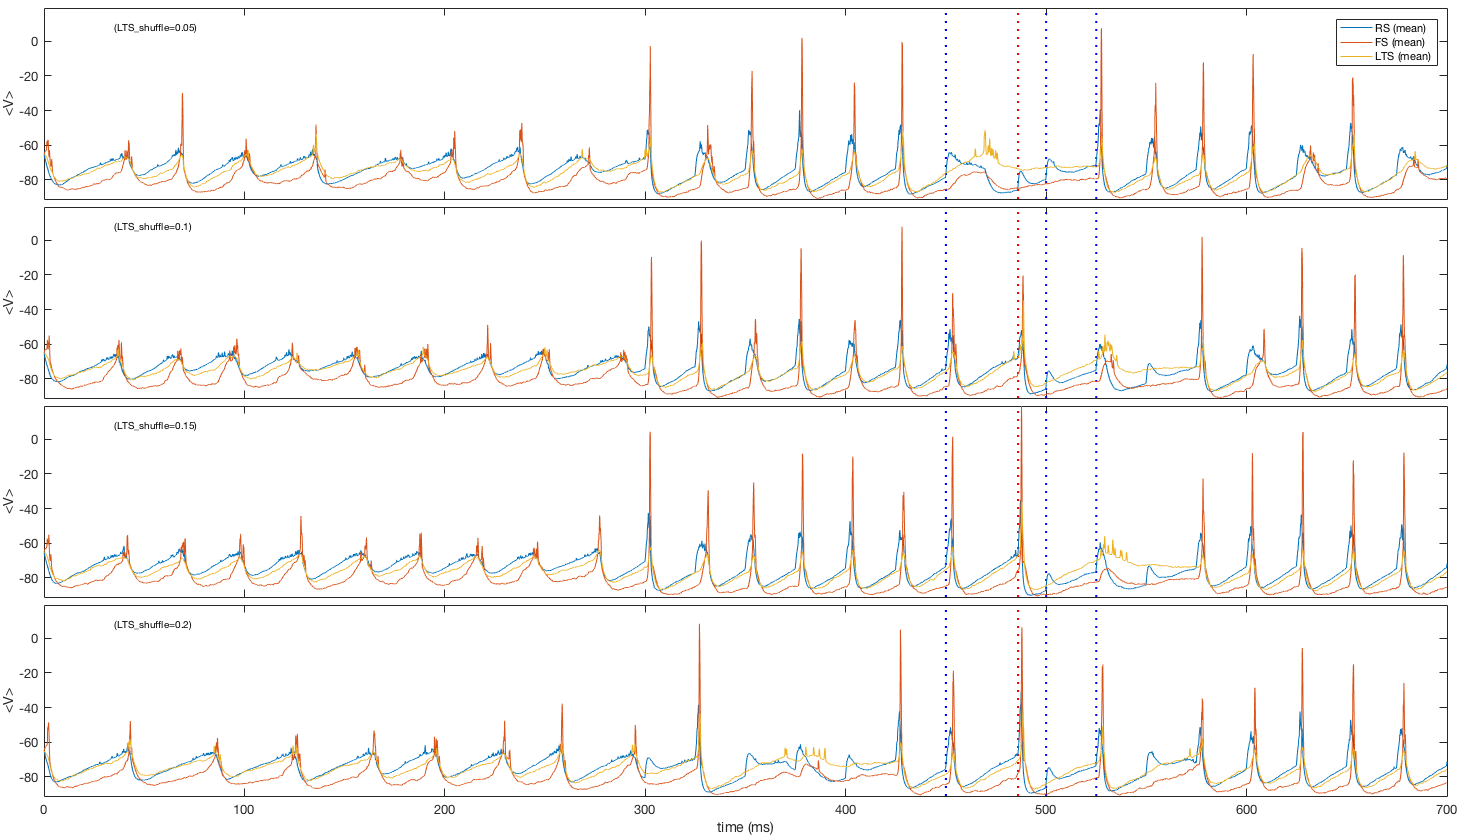 (LTS_shuffle=0.05)
RS (mean)
FS (mean)
LTS (mean)
0
-20
-40
-60
-80
<V>
(LTS_shuffle=0.1)
0
-20
-40
-60
-80
<V>
(LTS_shuffle=0.15)
0
-20
-40
-60
-80
<V>
(LTS_shuffle=0.2)
0
-20
-40
-60
-80
<V>
0 100 200 300 400 500 600 700
time (ms)